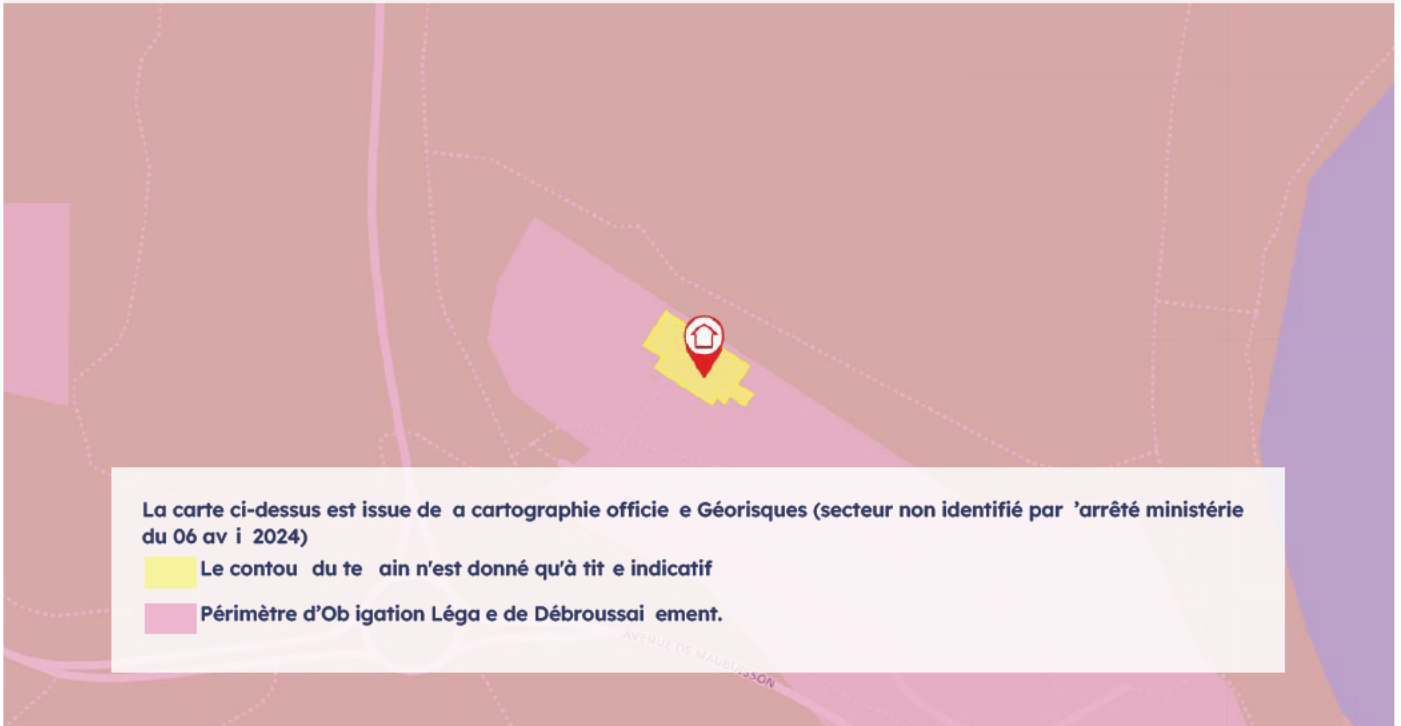 La carte ci-dessus est issue de a cartographie officie e Géorisques (secteur non identifié par 'arrêté ministérie
du 06 av i 2024)
Le contou du te ain n'est donné qu'à tit e indicatif
Périmètre d'Ob igation Léga e de Débroussai ement.
AVENUE DE MAUBUISSON